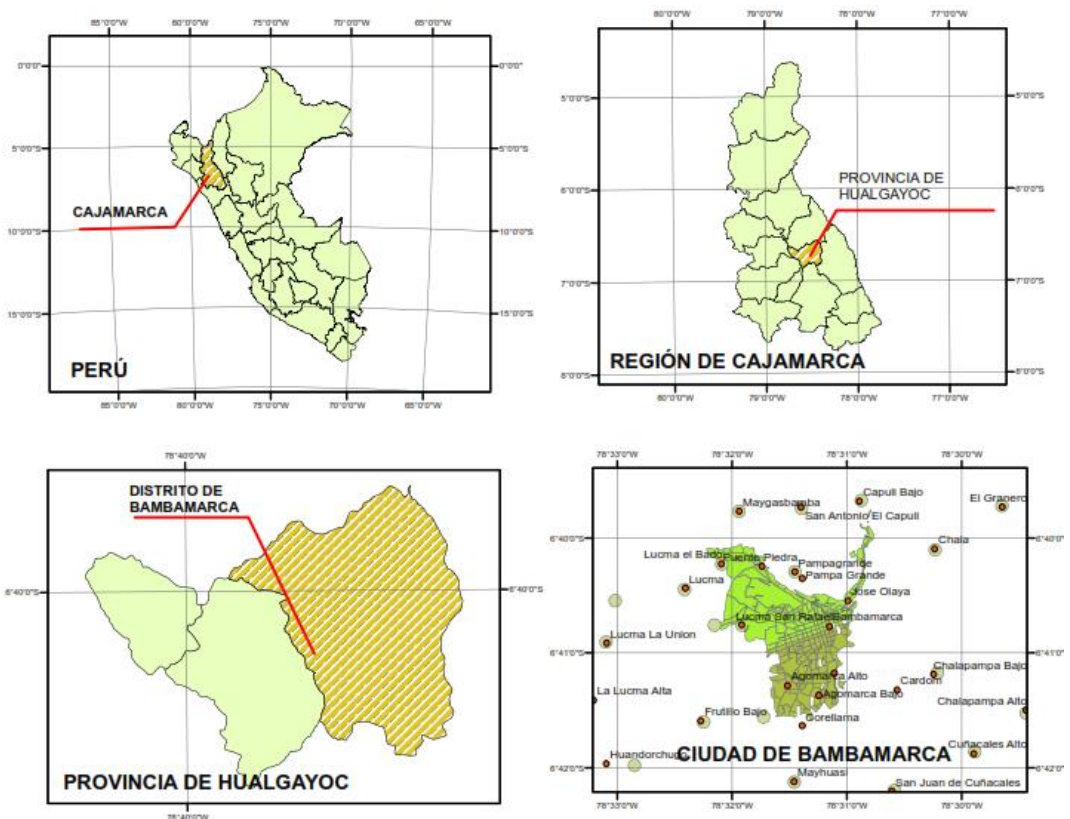 85°0'0"W 80°0'0"W 75°0'0"W 70°0'0"W 65°0'0"W
0°0'0" 0°0'0"
5°0'0"S 5°0'0"S
CAJAMARCA
10°0'0"S 10°0'0"S
15°0'0"S 15°0'0"S
PERÚ
85°0'0"W 80°0'0"W 75°0'0"W 70°0'0"W 65°0'0"W
80°0'0"W 79°0'0"W 78°0'0"W 77°0'0"W
5°0'0"S 5°0'0"S
PROVINCIA DE
HUALGAYOC
6°0'0"S 6°0'0"S
7°0'0"S 7°0'0"S
REGIÓN DE CAJAMARCA
8°0'0"S 8°0'0"S
80°0'0"W 79°0'0"W 78°0'0"W 77°0'0"W
78°40'0"W
DISTRITO DE
BAMBAMARCA
6°40'0"S 6°40'0"S
PROVINCIA DE HUALGAYOC
78°40'0"W
78°33'0"W 78°32'0"W 78°31'0"W 78°30'0"W
Capuli Bajo
Maygasbamba
El Granero
San Antonio El Capuli
6°40'0"S 6°40'0"S
Chala
Lucma el Bado
Puente Piedra
Pampagrande
Pampa Grande
Lucma
Jose Olaya
Lucma San Rafael
Bambamarca
Lucma La Union
6°41'0"S 6°41'0"S
Chalapampa Bajo
Agomarca Alto
Cardom
Agomarca Bajo
La Lucma Alta
Chalapampa Alto
Frutillo Bajo
Corellama
Cuñacales Alto
CIUDAD DE BAMBAMARCA
Huandorchugo
6°42'0"S 6°42'0"S
Mayhuasi
San Juan de Cuñacales
78°33'0"W 78°32'0"W 78°31'0"W 78°30'0"W